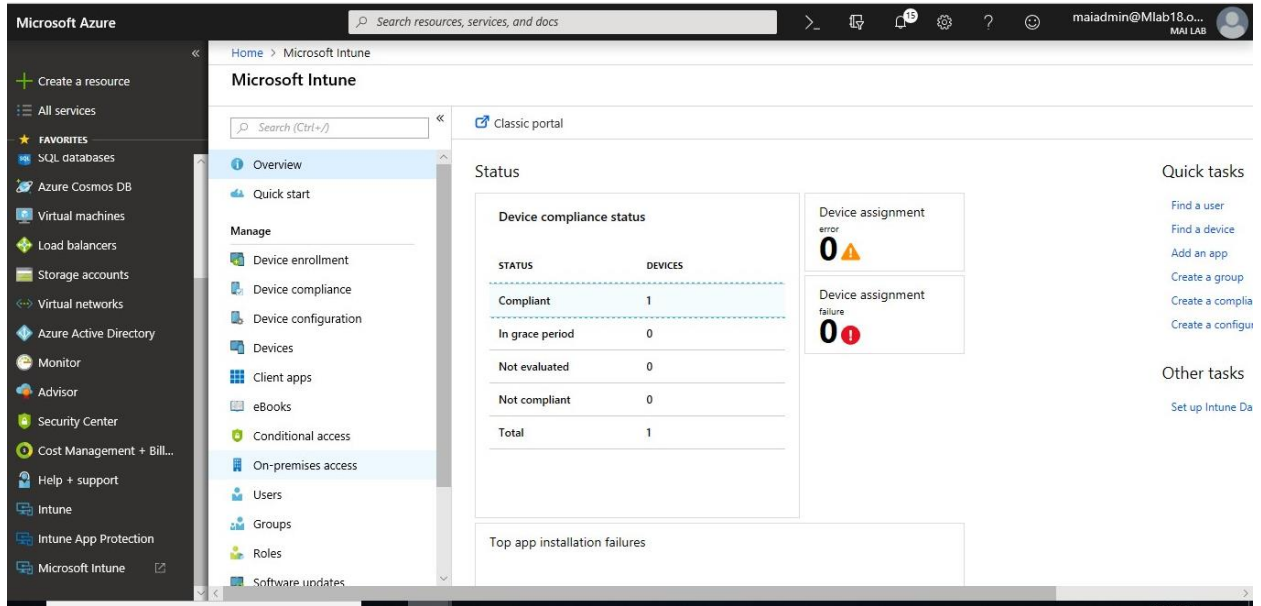 Microsoft Azure
Search resources, services, and docs
15
maiadmin@Mlab18.o...
MAI LAB
Create a resource
All services
FAVORITES
SQL databases
Azure Cosmos DB
Virtual machines
Load balancers
Storage accounts
Virtual networks
Azure Active Directory
Monitor
Advisor
Security Center
Cost Management + Bill...
Help + support
Intune
Intune App Protection
Microsoft Intune
Home > Microsoft Intune
Microsoft Intune
Search (Ctrl+/)
Overview
Quick start
Manage
Device enrollment
Device compliance
Device configuration
Devices
Client apps
eBooks
Conditional access
On-premises access
Users
Groups
Roles
Software updates
Classic portal
Status
Device compliance status
STATUS DEVICES
Compliant 1
In grace period 0
Not evaluated 0
Not compliant 0
Total 1
Device assignment
error
0
Device assignment
failure
0
Top app installation failures
Quick tasks
Find a user
Find a device
Add an app
Create a group
Create a complia
Create a configur
Other tasks
Set up Intune Da